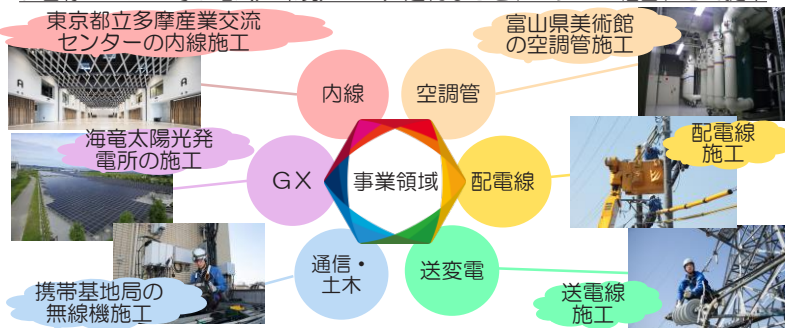 東京都立多摩産業交流
センターの内線施工
富山県美術館
の空調管施工
内線
空調管
海竜太陽光発
電所の施工
配電線
施工
GX
事業領域
配電線
通信・
土木
送変電
携帯基地局の
無線機施工
送電線
施工